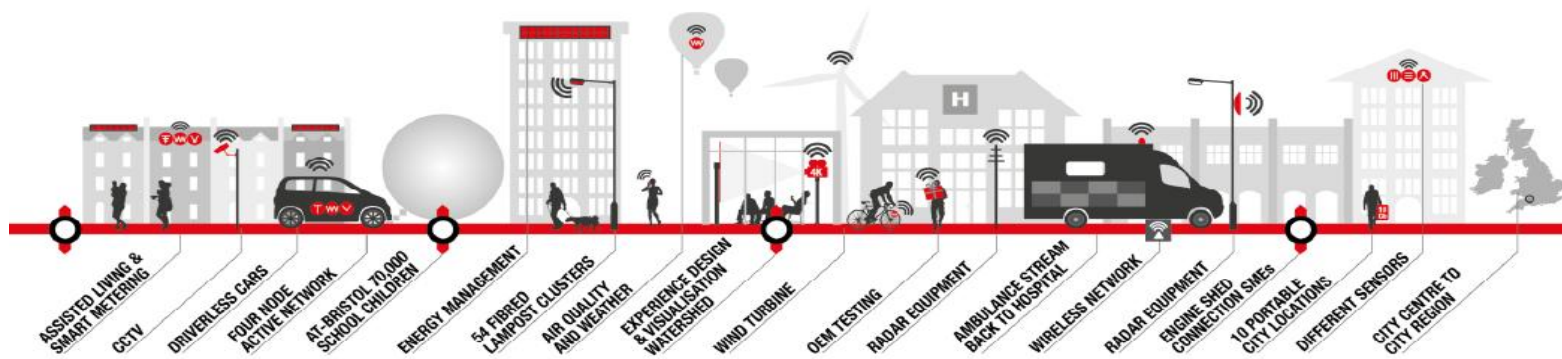 H
4K
ASSISTED LIVING &
SMART METERING
CCTV
DRIVERLESS CARS
FOUR NODE
ACTIVE NETWORK
AT-BRISTOL 70,000
SCHOOL CHILDREN
ENERGY MANAGEMENT
54 FIBRED
LAMPOST CLUSTERS
AIR QUALITY
AND WEATHER
EXPERIENCE DESIGN
& VISUALISATION
WATERSHED
WIND TURBINE
OEM TESTING
RADAR EQUIPMENT
AMBULANCE STREAM
BACK TO HOSPITAL
WIRELESS NETWORK
RADAR EQUIPMENT
ENGINE SHED
CONNECTION SMEs
10 PORTABLE
CITY LOCATIONS
DIFFERENT SENSORS
CITY CENTRE TO
CITY REGION